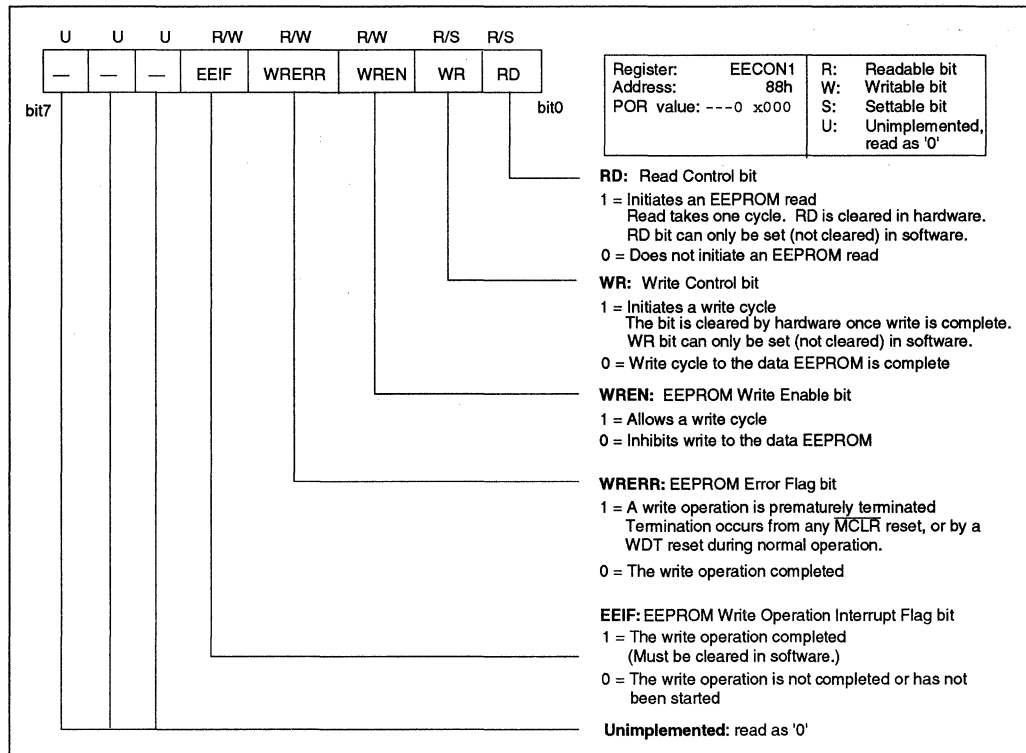 U U U R/W R/W R/W R/S R/S
— — — EEIF WRERR WREN WR RD
bit7 bit0
Register: EECON1
Address: 88h
POR value: ---0 x000
R: Readable bit
W: Writable bit
S: Settable bit
U: Unimplemented,
read as '0'
RD: Read Control bit
1 = Initiates an EEPROM read
Read takes one cycle. RD is cleared in hardware.
RD bit can only be set (not cleared) in software.
0 = Does not initiate an EEPROM read
WR: Write Control bit
1 = Initiates a write cycle
The bit is cleared by hardware once write is complete.
WR bit can only be set (not cleared) in software.
0 = Write cycle to the data EEPROM is complete
WREN: EEPROM Write Enable bit
1 = Allows a write cycle
0 = Inhibits write to the data EEPROM
WRERR: EEPROM Error Flag bit
1 = A write operation is prematurely terminated
Termination occurs from any MCLR reset, or by a
WDT reset during normal operation.
0 = The write operation completed
EEIF: EEPROM Write Operation Interrupt Flag bit
1 = The write operation completed
(Must be cleared in software.)
0 = The write operation is not completed or has not
been started
Unimplemented: read as '0'